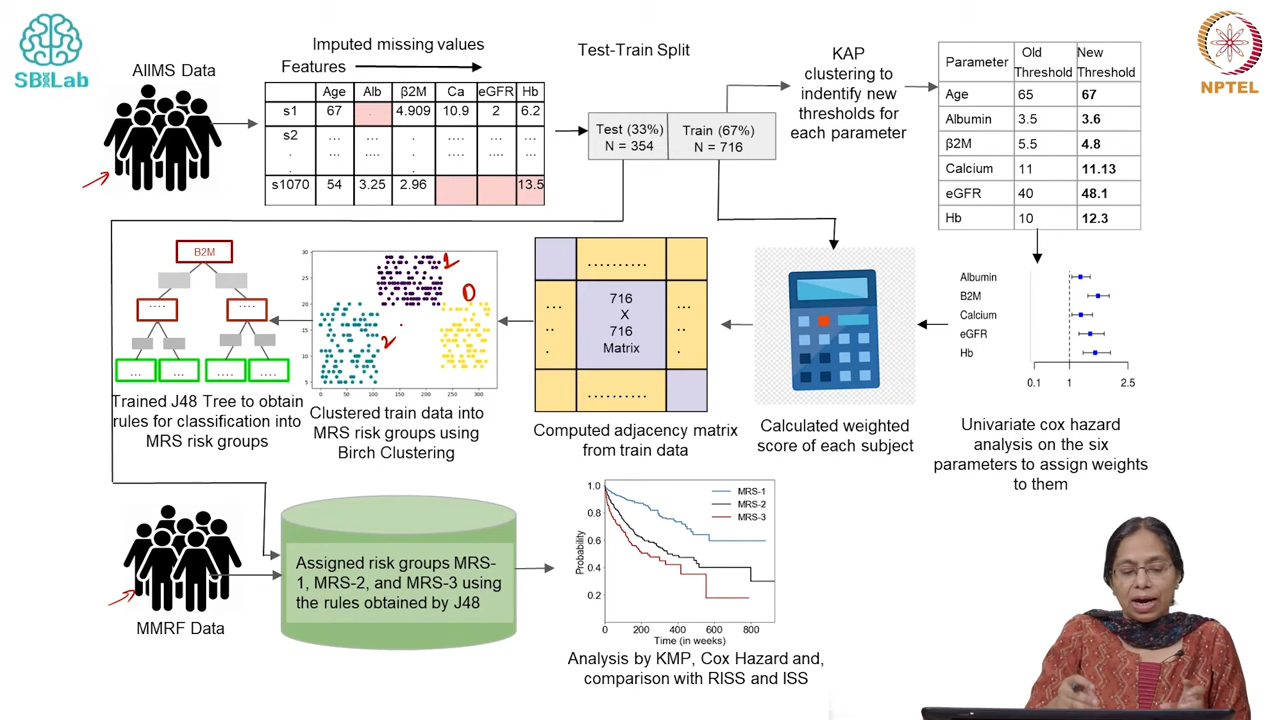 SBILab
NPTEL
AIIMS Data
Imputed missing values
Features
Age Alb β2M Ca eGFR Hb
s1 67 . 4.909 10.9 2 6.2
s2 ... .... . .... ... ...
. ... .... . .... ... ...
s1070 54 3.25 2.96 13.5
Test-Train Split
Test (33%)
N = 354
Train (67%)
N = 716
KAP
clustering to
indentify new
thresholds for
each parameter
Parameter Old Threshold New Threshold
Age 65 67
Albumin 3.5 3.6
β2M 5.5 4.8
Calcium 11 11.13
eGFR 40 48.1
Hb 10 12.3
Albumin
B2M
Calcium
eGFR
Hb
0.1 1 2.5
Univariate cox hazard
analysis on the six
parameters to assign weights
to them
Calculated weighted
score of each subject
..........
716
X
716
Matrix
..........
Computed adjacency matrix
from train data
30
25
20
15
10
5
0 50 100 150 200 250 300
1
0
2
Clustered train data into
MRS risk groups using
Birch Clustering
B2M
.... ....
... ... ... ....
Trained J48 Tree to obtain
rules for classification into
MRS risk groups
MMRF Data
Assigned risk groups MRS-
1, MRS-2, and MRS-3 using
the rules obtained by J48
MRS-1
MRS-2
MRS-3
Probability
1.0
0.8
0.6
0.4
0.2
0 200 400 600 800
Time (in weeks)
Analysis by KMP, Cox Hazard and,
comparison with RISS and ISS